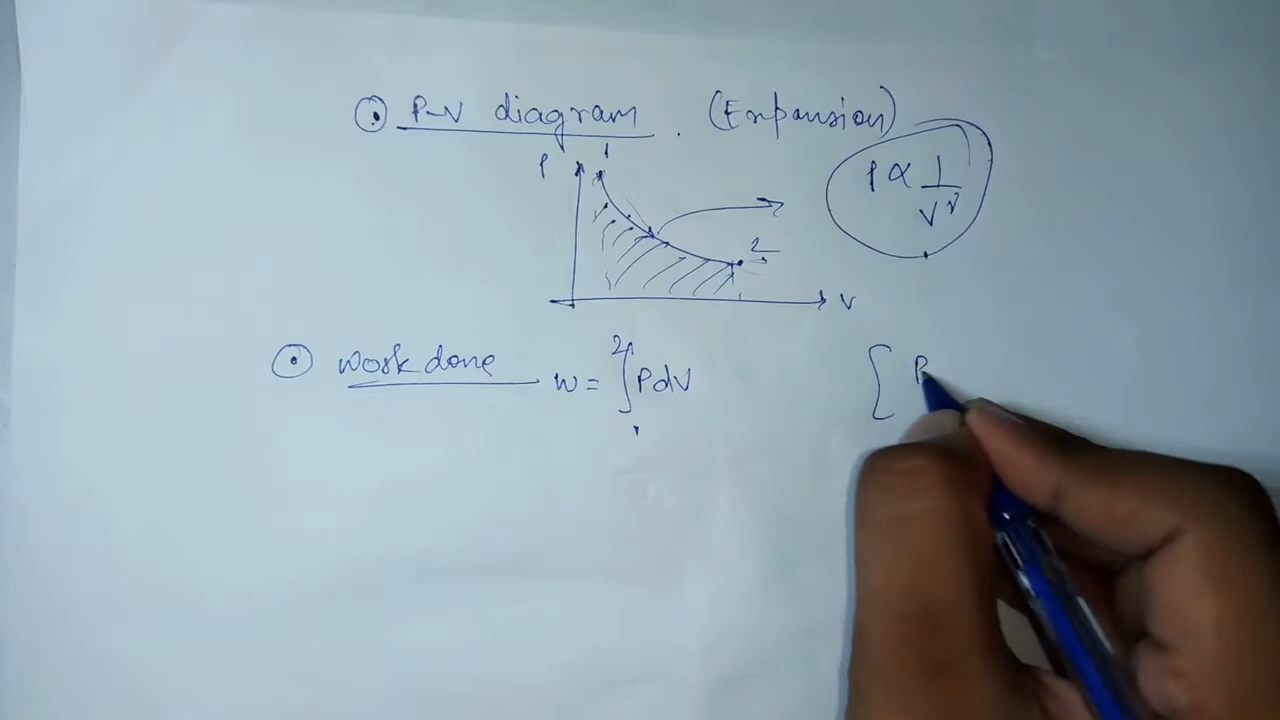 ⊙ P-V diagram. (Expansion)
1
P
P ∝ 1/V^γ
2
V
⊙ Work done W = ∫₁² PdV [ P